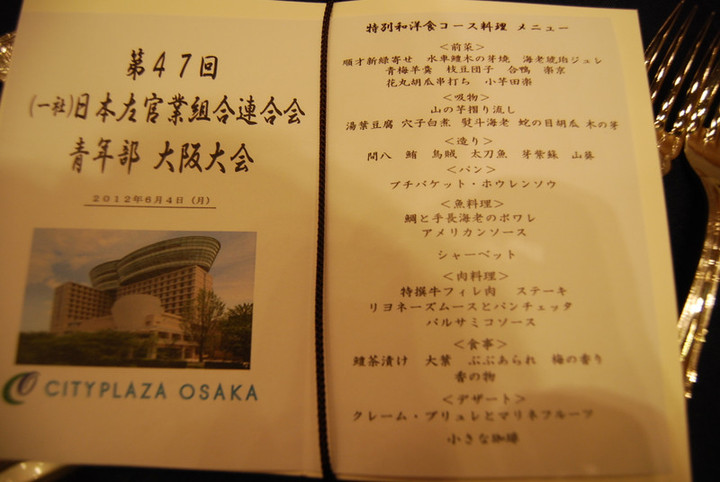 第47回
(一社)日本左官業組合連合会
青年部 大阪大会
2012年6月4日(月)
CITYPLAZA OSAKA
特別和洋食コース料理 メニュー
＜前菜＞
順才新緑寄せ 水車鱧木の芽焼 海老琥珀ジュレ
青梅羊羹 枝豆団子 合鴨 楽京
花丸胡瓜串打ち 小芋田楽
＜吸物＞
山の芋摺り流し
湯葉豆腐 穴子白煮 熨斗海老 蛇の目胡瓜 木の芽
＜造り＞
間八 鮪 烏賊 太刀魚 芽紫蘇 山葵
＜パン＞
プチバケット・ホウレンソウ
＜魚料理＞
鯛と手長海老のポワレ
アメリカンソース
シャーベット
＜肉料理＞
特撰牛フィレ肉 ステーキ
リヨネーズムースとパンチェッタ
バルサミコソース
＜食事＞
鱧茶漬け 大葉 ぶぶあられ 梅の香り
香の物
＜デザート＞
クレーム・ブリュレとマリネフルーツ
小さな珈琲